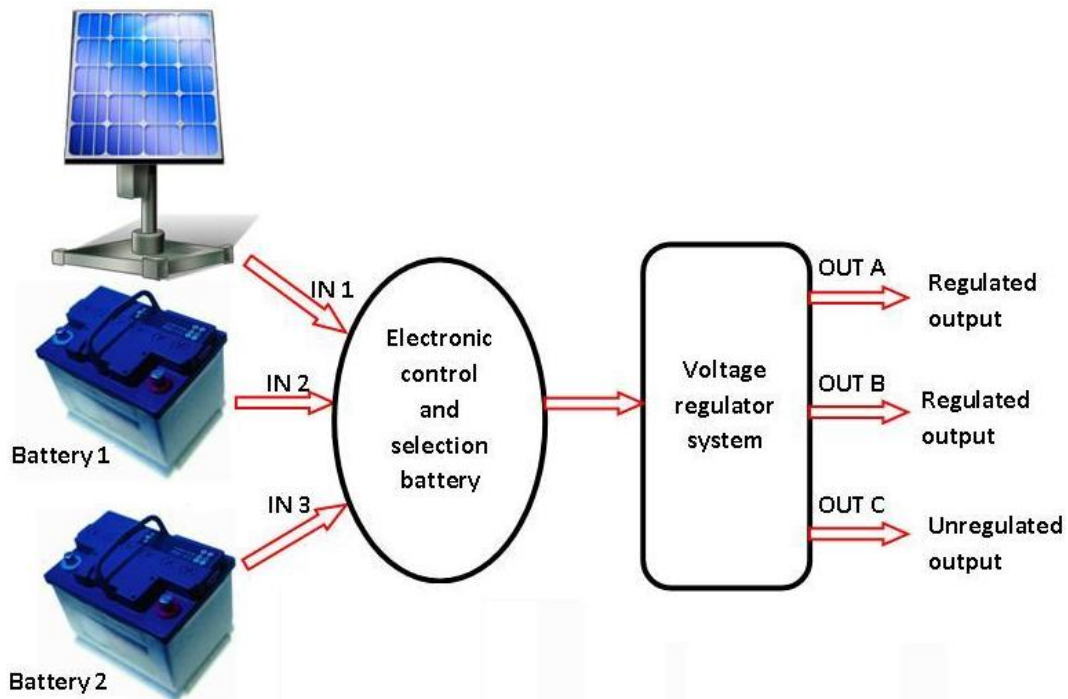 IN 1
IN 2
Battery 1
IN 3
Battery 2
Electronic
control
and
selection
battery
Voltage
regulator
system
OUT A
Regulated
output
OUT B
Regulated
output
OUT C
Unregulated
output